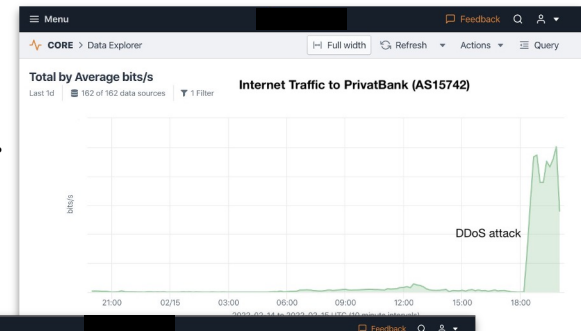 Menu
Feedback
CORE > Data Explorer
Full width
Refresh
Actions
Query
Total by Average bits/s
Last 1d
162 of 162 data sources
1 Filter
Internet Traffic to PrivatBank (AS15742)
bits/s
DDoS attack
21:00
02/15
03:00
06:00
09:00
12:00
15:00
18:00
Feedback